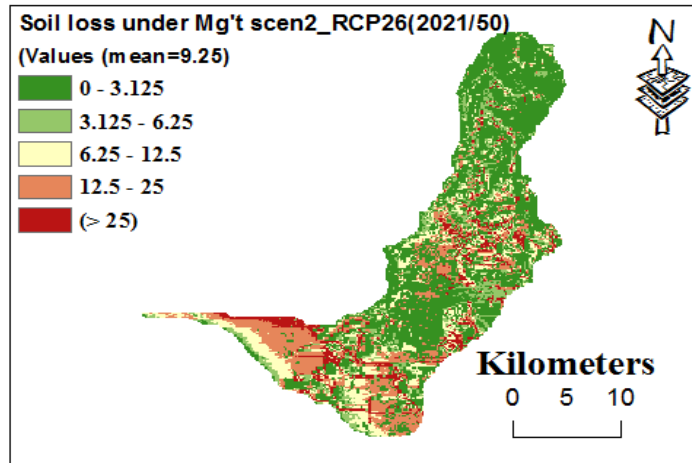 Soil loss under Mg't scen2_RCP26(2021/50)
(Values (mean=9.25)
0 - 3.125
3.125 - 6.25
6.25 - 12.5
12.5 - 25
(> 25)
N
Kilometers
0 5 10